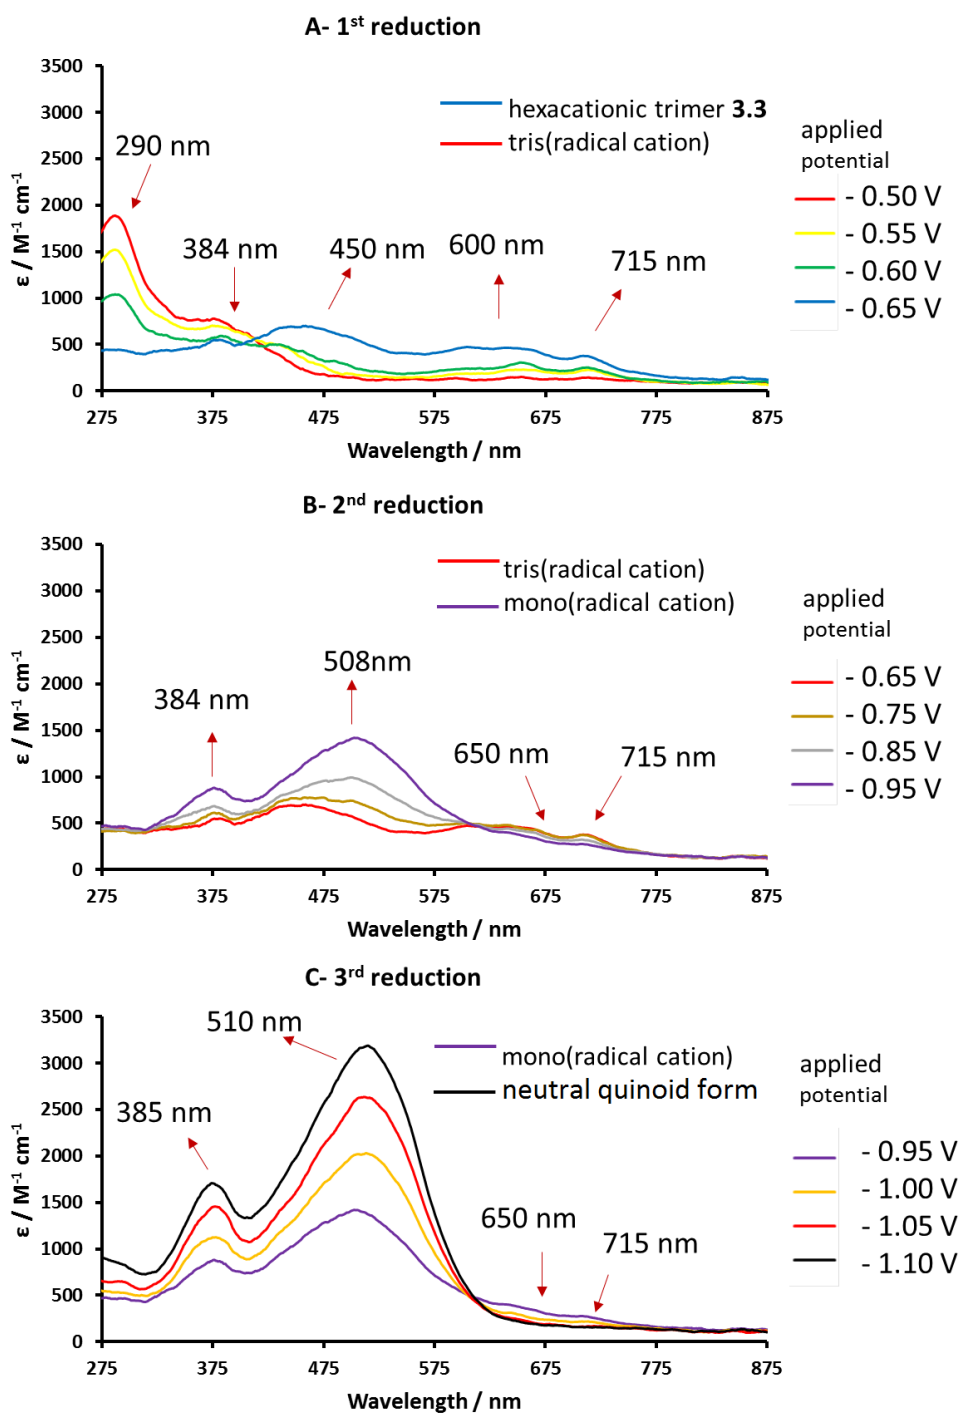 A- 1st reduction
3500
3000
2500
2000
1500
1000
500
0
ε / M-1 cm-1
290 nm
384 nm
450 nm
600 nm
715 nm
hexacationic trimer 3.3
tris(radical cation)
applied
potential
- 0.50 V
- 0.55 V
- 0.60 V
- 0.65 V
275 375 475 575 675 775 875
Wavelength / nm
B- 2nd reduction
3500
3000
2500
2000
1500
1000
500
0
ε / M-1 cm-1
384 nm
508nm
650 nm
715 nm
tris(radical cation)
mono(radical cation)
applied
potential
- 0.65 V
- 0.75 V
- 0.85 V
- 0.95 V
275 375 475 575 675 775 875
Wavelength / nm
C- 3rd reduction
3500
3000
2500
2000
1500
1000
500
0
ε / M-1 cm-1
510 nm
385 nm
650 nm
715 nm
mono(radical cation)
neutral quinoid form
applied
potential
- 0.95 V
- 1.00 V
- 1.05 V
- 1.10 V
275 375 475 575 675 775 875
Wavelength / nm